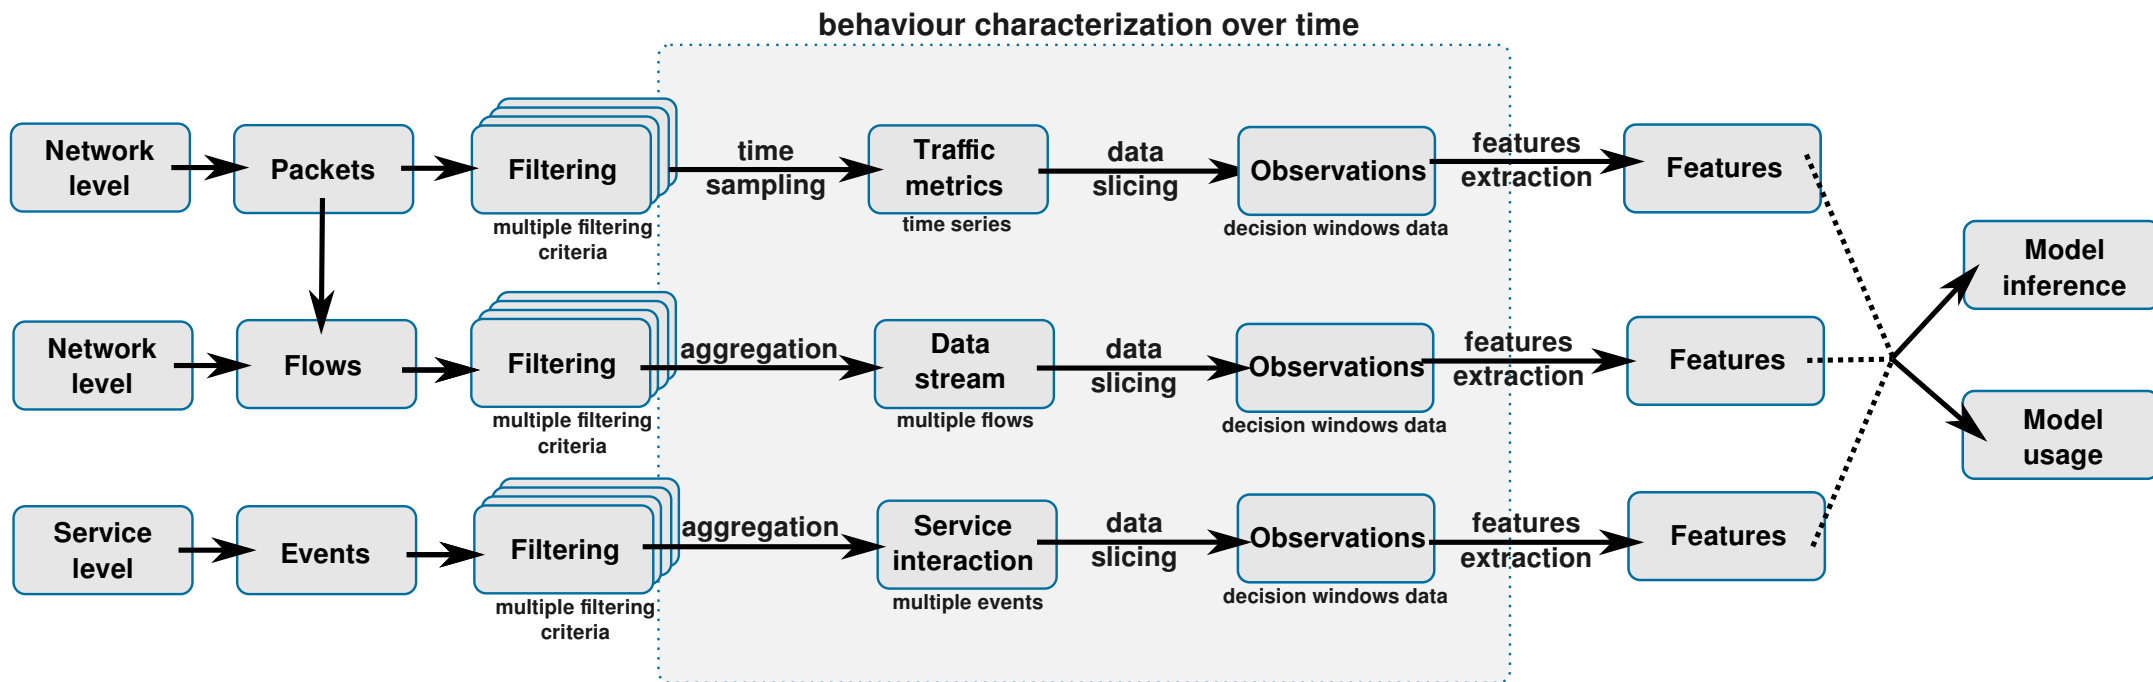 behaviour characterization over time
Network
level
Packets
Filtering
multiple filtering
criteria
time
sampling
Traffic
metrics
time series
data
slicing
Observations
decision windows data
features
extraction
Features
Network
level
Flows
Filtering
multiple filtering
criteria
aggregation
Data
stream
multiple flows
data
slicing
Observations
decision windows data
features
extraction
Features
Service
level
Events
Filtering
multiple filtering
criteria
aggregation
Service
interaction
multiple events
data
slicing
Observations
decision windows data
features
extraction
Features
Model
inference
Model
usage